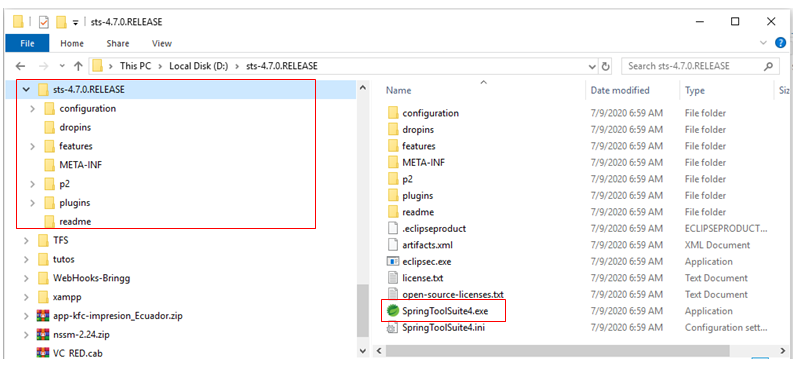 sts-4.7.0.RELEASE
File Home Share View
This PC > Local Disk (D:) > sts-4.7.0.RELEASE
Search sts-4.7.0.RELEASE
sts-4.7.0.RELEASE
configuration
dropins
features
META-INF
p2
plugins
readme
TFS
tutos
WebHooks-Bringg
xampp
app-kfc-impresion_Ecuador.zip
nssm-2.24.zip
VC_RED.cab
Name Date modified Type Siz
configuration 7/9/2020 6:59 AM File folder
dropins 7/9/2020 6:59 AM File folder
features 7/9/2020 6:59 AM File folder
META-INF 7/9/2020 6:59 AM File folder
p2 7/9/2020 6:59 AM File folder
plugins 7/9/2020 6:59 AM File folder
readme 7/9/2020 6:59 AM File folder
.eclipseproduct 7/9/2020 6:59 AM ECLIPSEPRODUCT...
artifacts.xml 7/9/2020 6:59 AM XML Document
eclipsec.exe 7/9/2020 6:59 AM Application
license.txt 7/9/2020 6:59 AM Text Document
open-source-licenses.txt 7/9/2020 6:59 AM Text Document
SpringToolSuite4.exe 7/9/2020 6:59 AM Application
SpringToolSuite4.ini 7/9/2020 6:59 AM Configuration sett...